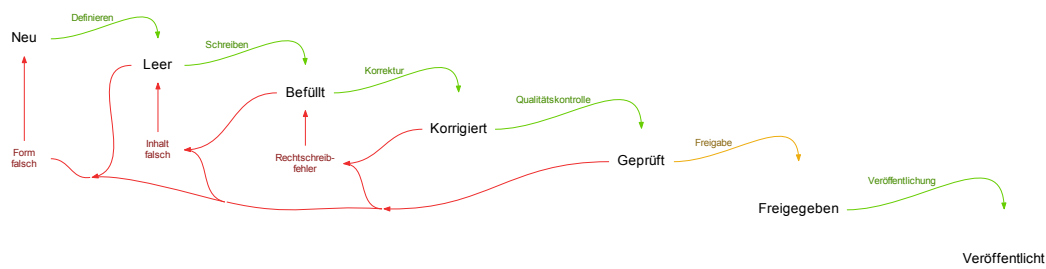 Definieren
Neu
Schreiben
Leer
Korrektur
Befüllt
Qualitätskontrolle
Korrigiert
Form
falsch
Inhalt
falsch
Rechtschreib-
fehler
Freigabe
Geprüft
Veröffentlichung
Freigegeben
Veröffentlicht